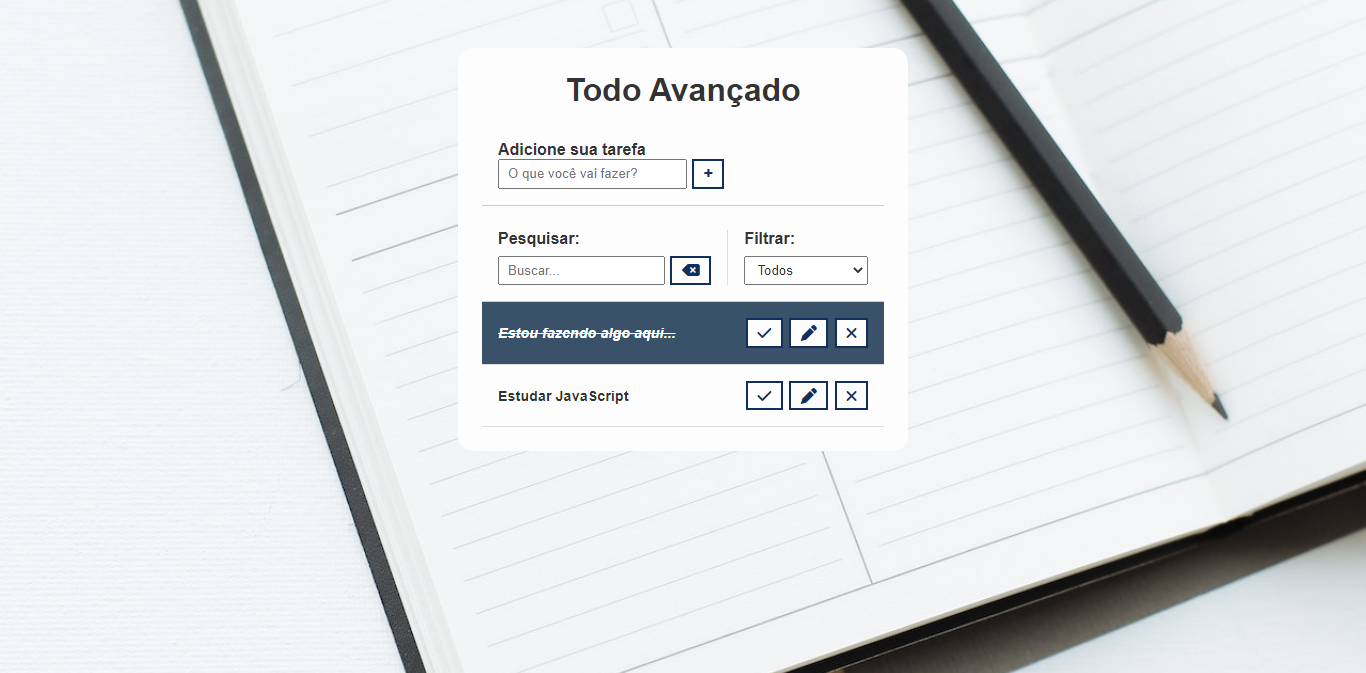 Todo Avançado
Adicione sua tarefa
O que você vai fazer? +
Pesquisar: Filtrar:
Buscar... Todos
Estou fazendo algo aqui...
Estudar JavaScript